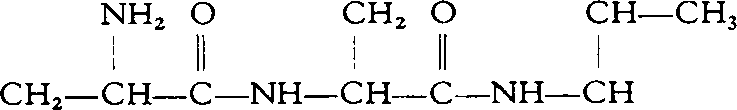 NH₂ O CH₂ O CH—CH₃
CH₂—CH—C—NH—CH—C—NH—CH